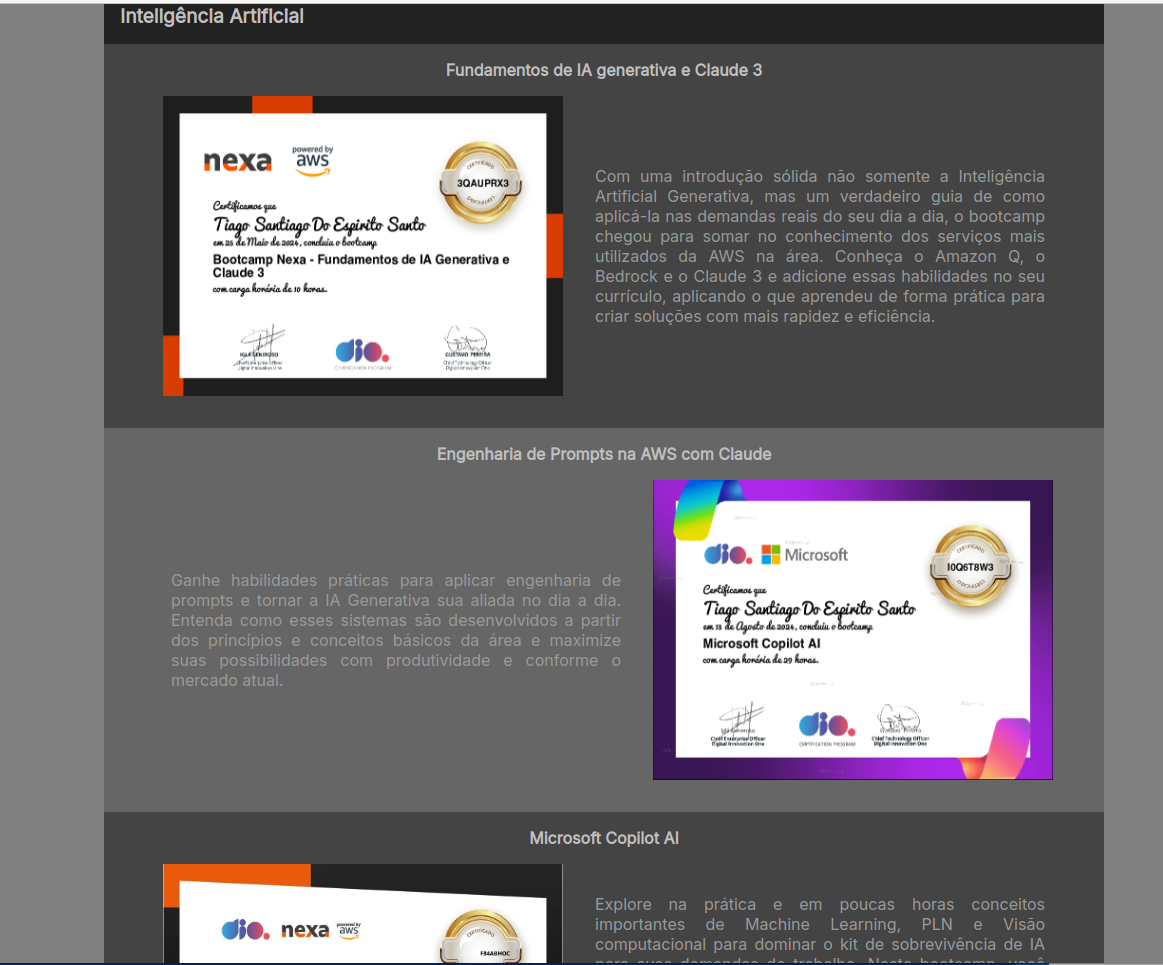 Inteligência Artificial
Fundamentos de IA generativa e Claude 3
nexa
powered by
aws
CERTIFICADO
3QAUPRX3
CERTIFICADO
Certificamos que
Tiago Santiago Do Espirito Santo
em 25 de Maio de 2024, concluiu o bootcamp
Bootcamp Nexa - Fundamentos de IA Generativa e
Claude 3
com carga horária de 10 horas.
dio.
CERTIFICATION PROGRAM
GUSTAVO PEREIRA
Chief Technology Officer
Digital Innovation One
Com uma introdução sólida não somente a Inteligência
Artificial Generativa, mas um verdadeiro guia de como
aplicá-la nas demandas reais do seu dia a dia, o bootcamp
chegou para somar no conhecimento dos serviços mais
utilizados da AWS na área. Conheça o Amazon Q, o
Bedrock e o Claude 3 e adicione essas habilidades no seu
currículo, aplicando o que aprendeu de forma prática para
criar soluções com mais rapidez e eficiência.
Engenharia de Prompts na AWS com Claude
Ganhe habilidades práticas para aplicar engenharia de
prompts e tornar a IA Generativa sua aliada no dia a dia.
Entenda como esses sistemas são desenvolvidos a partir
dos princípios e conceitos básicos da área e maximize
suas possibilidades com produtividade e conforme o
mercado atual.
dio.
Microsoft
CERTIFICADO
I0Q6T8W3
CERTIFICADO
Certificamos que
Tiago Santiago Do Espirito Santo
em 13 de Agosto de 2024, concluiu o bootcamp
Microsoft Copilot AI
com carga horária de 29 horas.
Chief Enterprise Officer
Digital Innovation One
dio.
CERTIFICATION PROGRAM
Chief Technology Officer
Digital Innovation One
Microsoft Copilot AI
dio.
nexa
powered by
aws
CERTIFICADO
F84ABHOC
Explore na prática e em poucas horas conceitos
importantes de Machine Learning, PLN e Visão
computacional para dominar o kit de sobrevivência de IA
para suas demandas de trabalho. Neste bootcamp, você